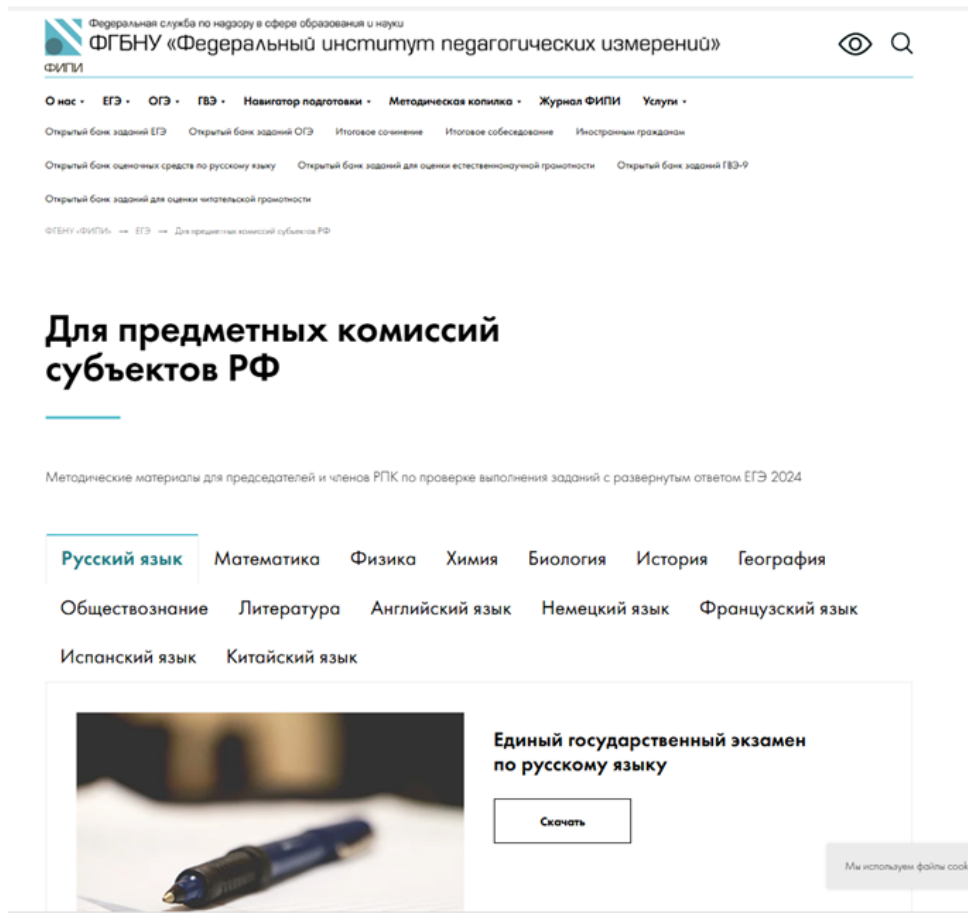 Федеральная служба по надзору в сфере образования и науки
ФГБНУ «Федеральный институт педагогических измерений»
ФИПИ
О нас ЕГЭ ОГЭ ГВЭ Навигатор подготовки Методическая копилка Журнал ФИПИ Услуги
Открытый банк заданий ЕГЭ Открытый банк заданий ОГЭ Итоговое сочинение Итоговое собеседование Иностранным гражданам
Открытый банк оценочных средств по русскому языку Открытый банк заданий для оценки естественнонаучной грамотности Открытый банк заданий ГВЭ-9
Открытый банк заданий для оценки читательской грамотности
ФГБНУ «ФИПИ» → ЕГЭ → Для предметных комиссий субъектов РФ
Для предметных комиссий
субъектов РФ
Методические материалы для председателей и членов РПК по проверке выполнения заданий с развернутым ответом ЕГЭ 2024
Русский язык Математика Физика Химия Биология История География
Обществознание Литература Английский язык Немецкий язык Французский язык
Испанский язык Китайский язык
Единый государственный экзамен
по русскому языку
Скачать
Мы используем файлы cook